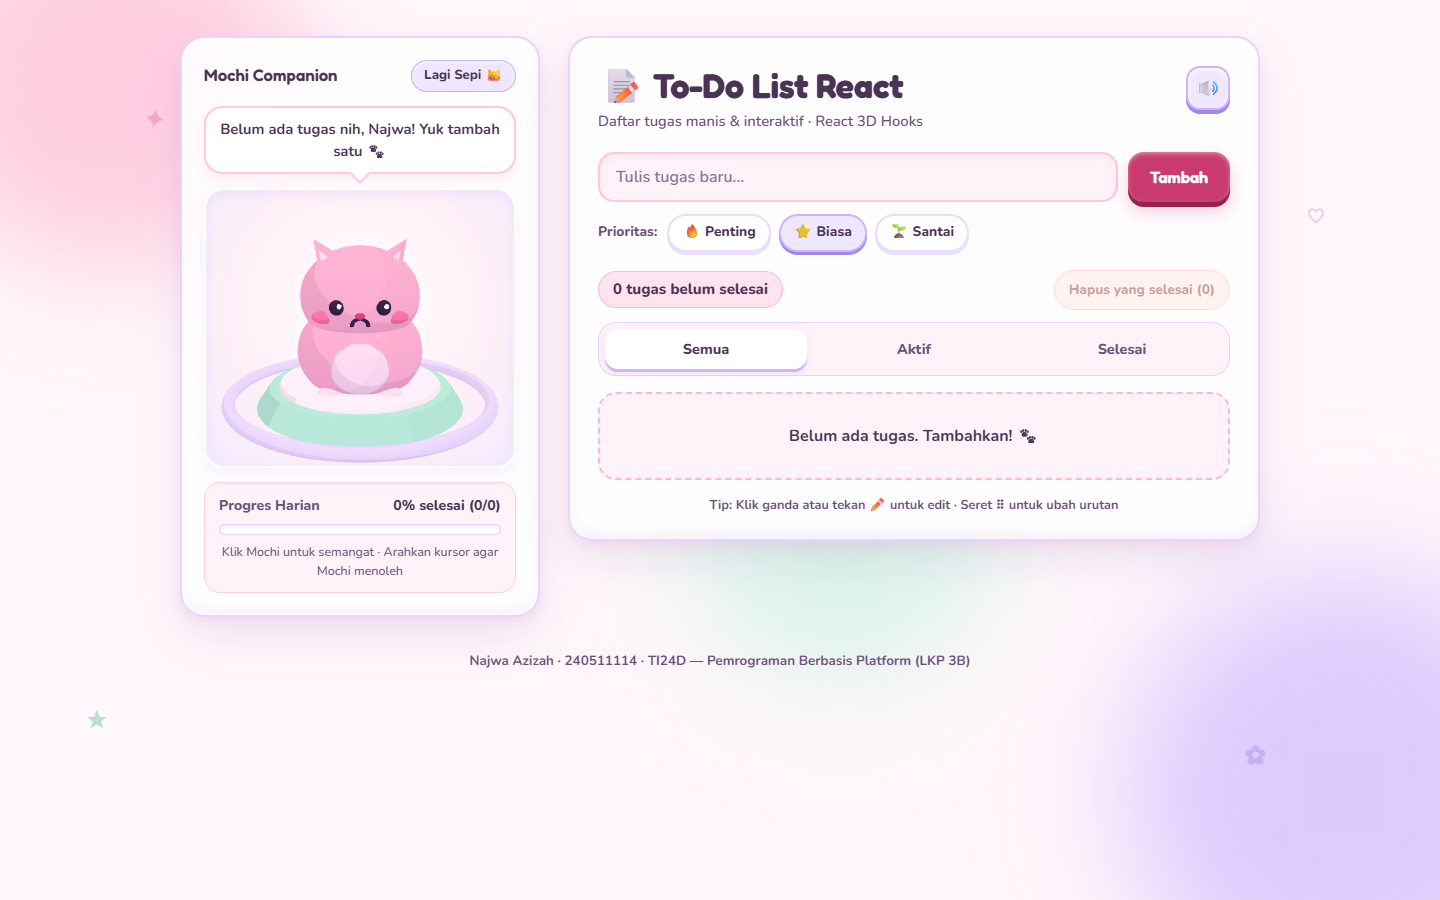 Mochi Companion
Lagi Sepi 😿
Belum ada tugas nih, Najwa! Yuk tambah
satu 🐾
Progres Harian
0% selesai (0/0)
Klik Mochi untuk semangat · Arahkan kursor agar
Mochi menoleh
📝 To-Do List React
Daftar tugas manis & interaktif · React 3D Hooks
🔊
Tulis tugas baru...
Tambah
Prioritas:
🔥 Penting
⭐ Biasa
🌱 Santai
0 tugas belum selesai
Hapus yang selesai (0)
Semua
Aktif
Selesai
Belum ada tugas. Tambahkan! 🐾
Tip: Klik ganda atau tekan ✏️ untuk edit · Seret ⠿ untuk ubah urutan
Najwa Azizah · 240511114 · TI24D — Pemrograman Berbasis Platform (LKP 3B)